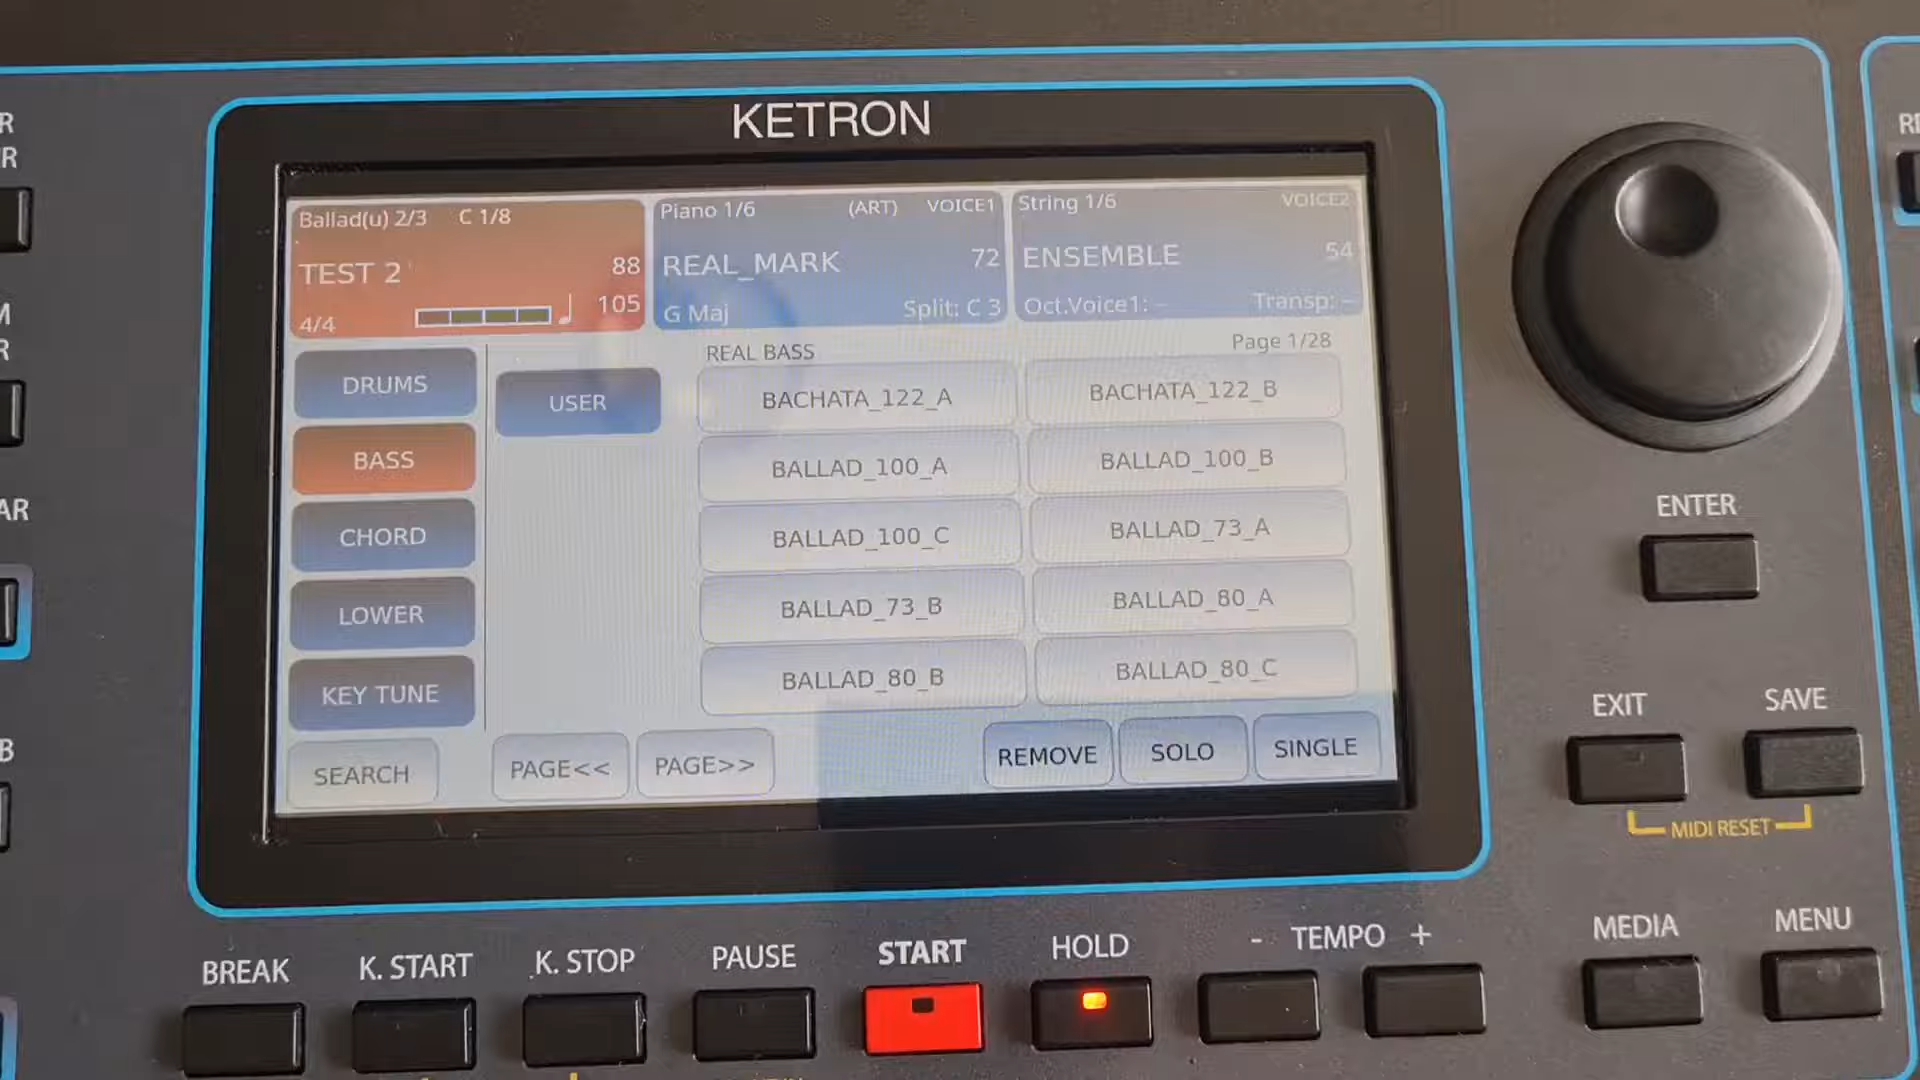 KETRON
Ballad(u) 2/3 C 1/8
TEST 2 88
4/4 105
Piano 1/6 (ART) VOICE1
REAL_MARK 72
G Maj Split: C 3
String 1/6 VOICE2
ENSEMBLE 54
Oct.Voice1: - Transp: -
DRUMS
BASS
CHORD
LOWER
KEY TUNE
USER
REAL BASS Page 1/28
BACHATA_122_A BACHATA_122_B
BALLAD_100_A BALLAD_100_B
BALLAD_100_C BALLAD_73_A
BALLAD_73_B BALLAD_80_A
BALLAD_80_B BALLAD_80_C
SEARCH PAGE<< PAGE>> REMOVE SOLO SINGLE
ENTER
EXIT SAVE
MIDI RESET
MEDIA MENU
BREAK K. START K. STOP PAUSE START HOLD - TEMPO +